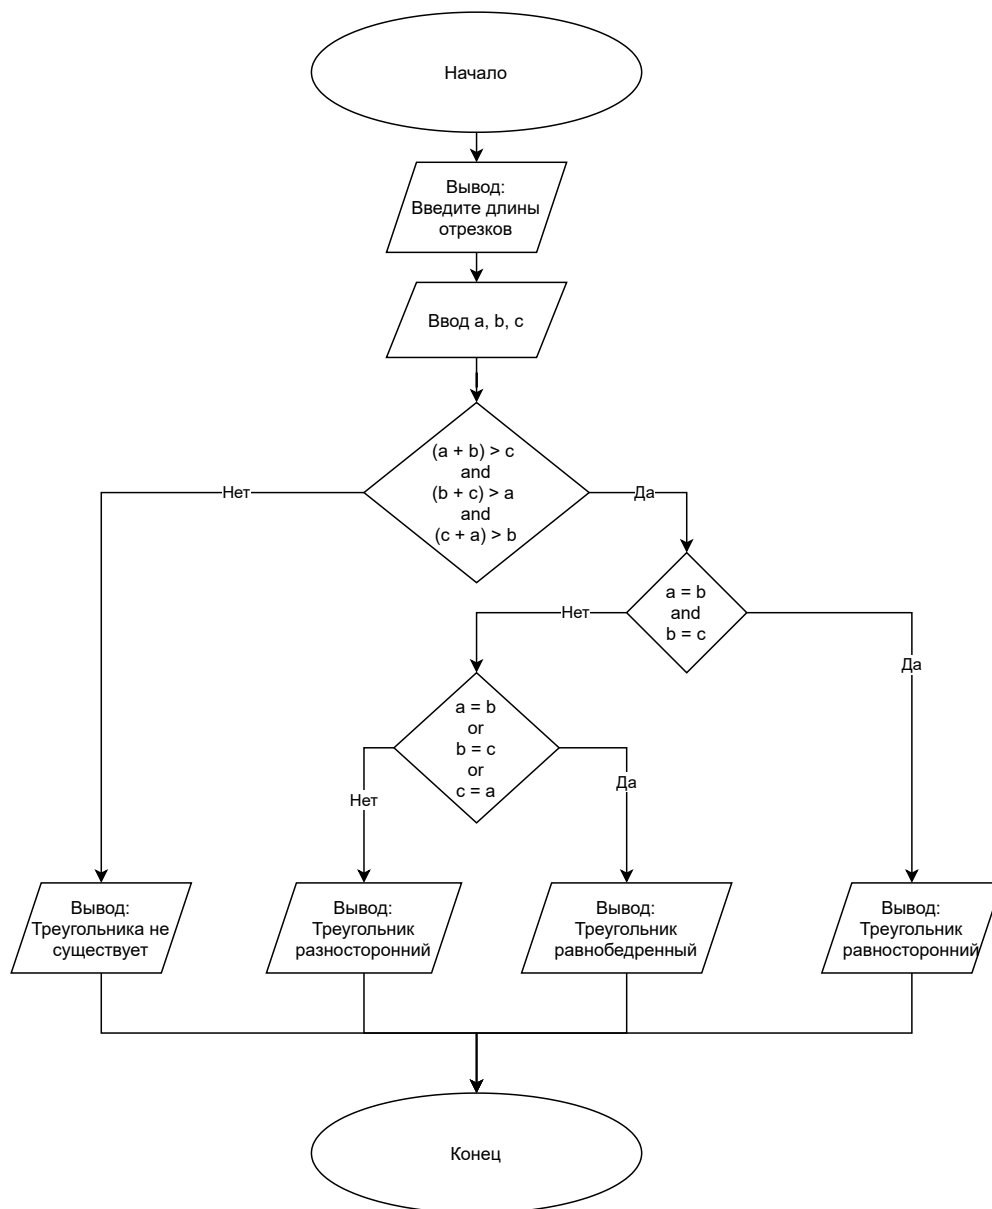 Начало
Вывод:
Введите длины
отрезков
Ввод a, b, c
(a + b) > c
and
(b + c) > a
and
(c + a) > b
Нет
Да
a = b
and
b = c
Нет
Да
a = b
or
b = c
or
c = a
Нет
Да
Вывод:
Треугольника не
существует
Вывод:
Треугольник
разносторонний
Вывод:
Треугольник
равнобедренный
Вывод:
Треугольник
равносторонний
Конец